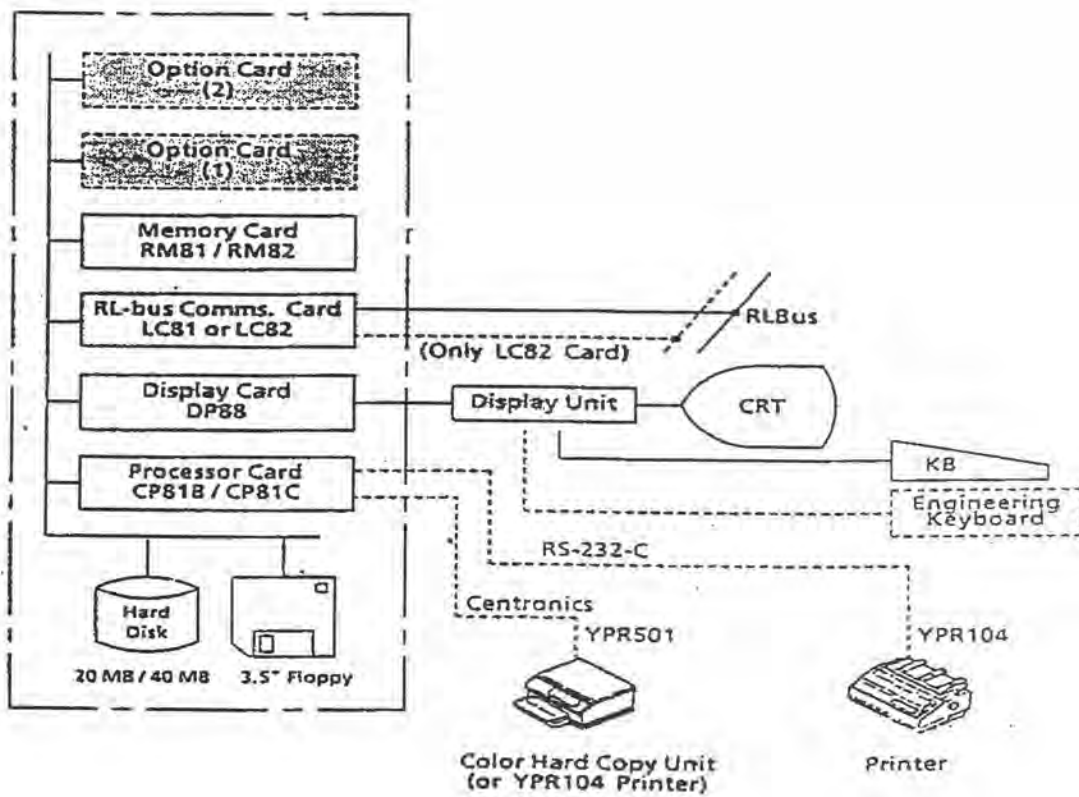 Option Card
(2)
Option Card
(1)
Memory Card
RM81 / RM82
RL-bus Comms. Card
LC81 or LC82
(Only LC82 Card)
RLBus
Display Card
DP88
Display Unit
CRT
Processor Card
CP81B / CP81C
KB
Engineering
Keyboard
RS-232-C
Hard
Disk
Centronics
YPR501
YPR104
20 MB / 40 MB
3.5" Floppy
Color Hard Copy Unit
(or YPR104 Printer)
Printer